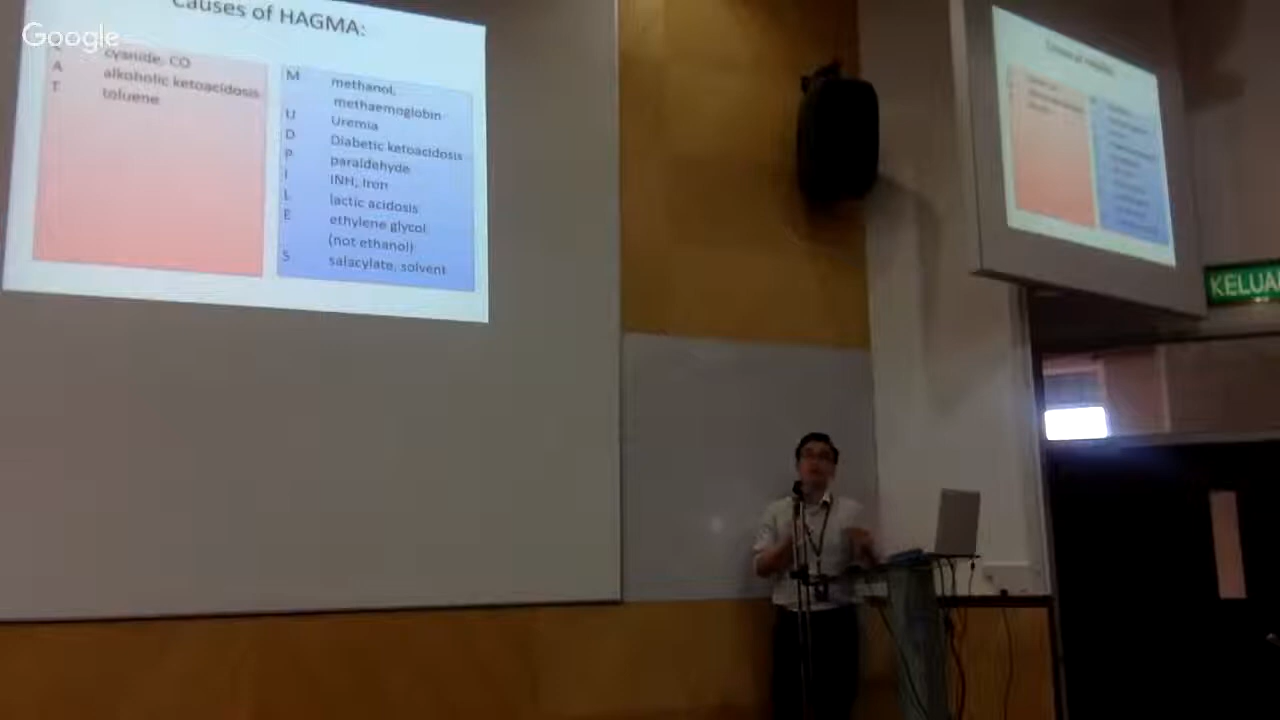 Google
Causes of HAGMA:
C cyanide, CO
A alkoholic ketoacidosis
T toluene
M methanol,
methaemoglobin
U Uremia
D Diabetic ketoacidosis
P paraldehyde
I INH, Iron
L lactic acidosis
E ethylene glycol
(not ethanol)
S salacylate, solvent
KELUA